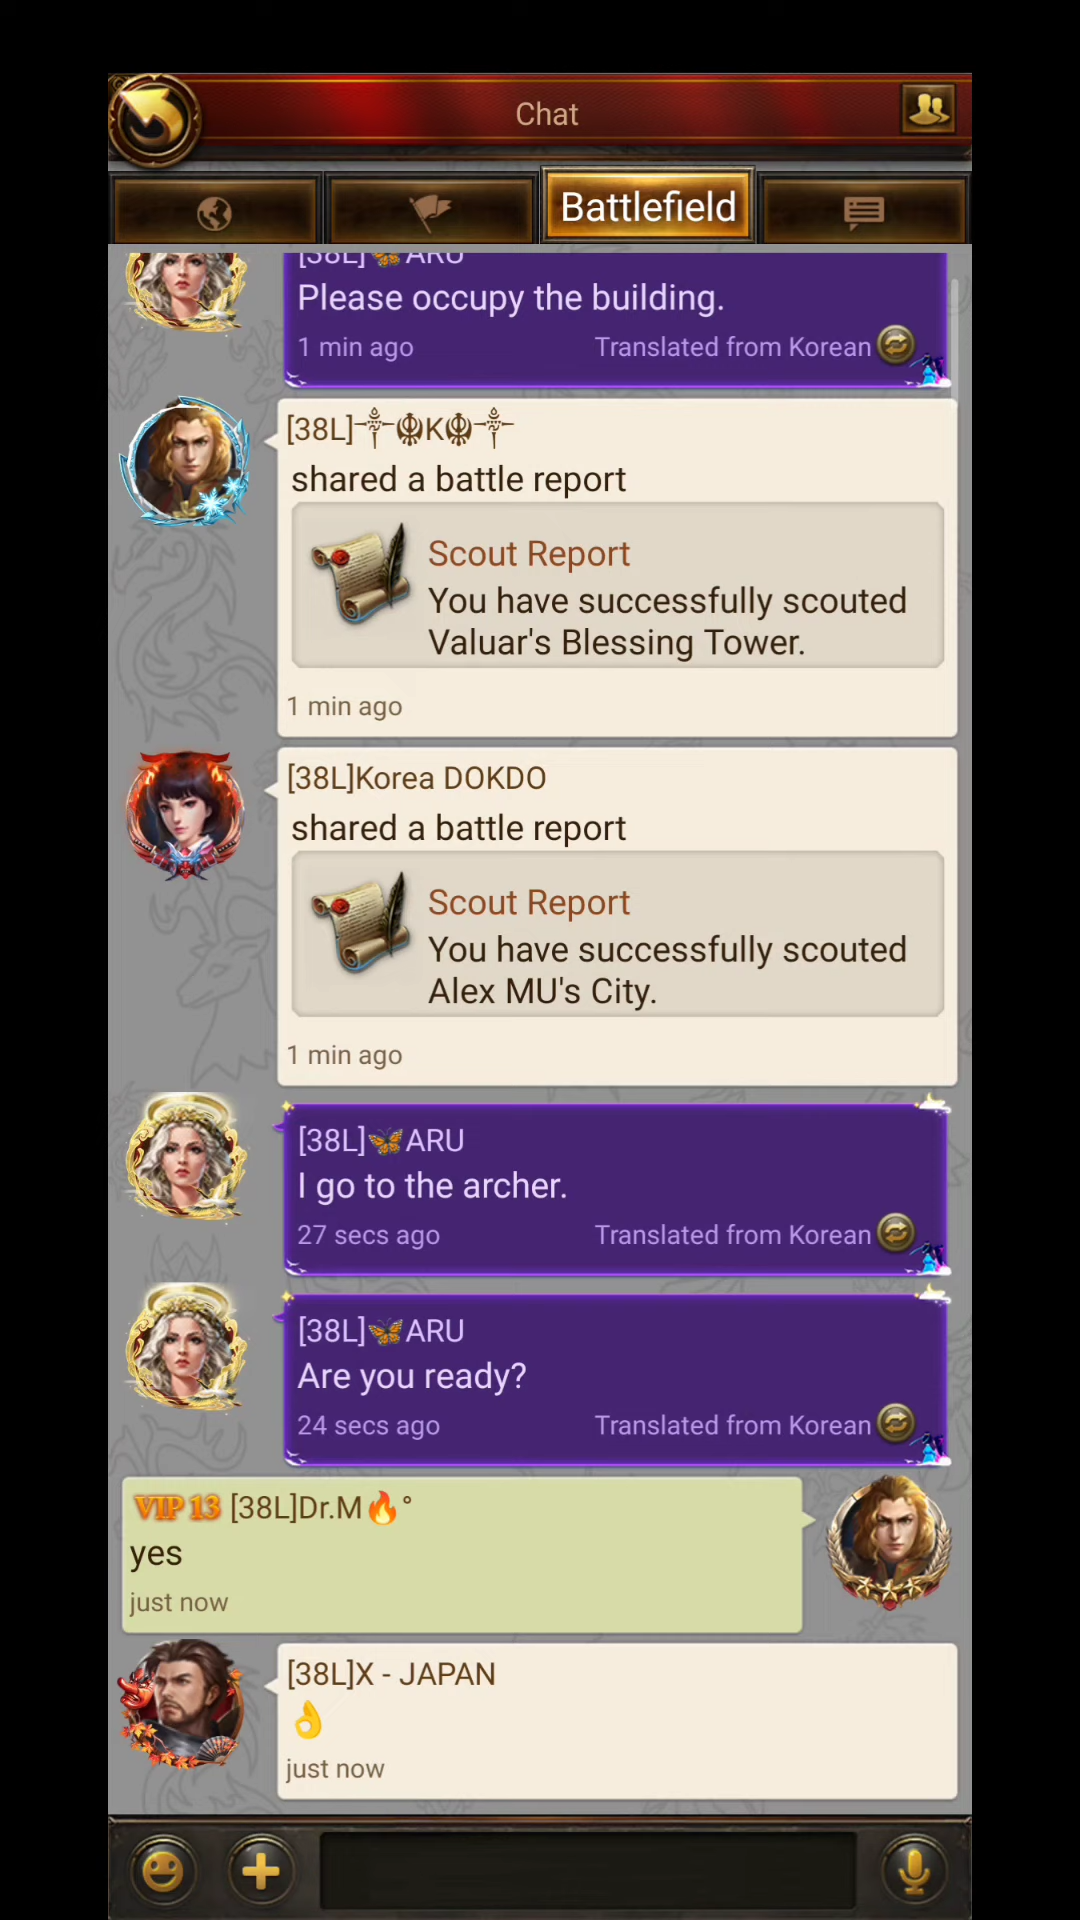 Chat
Battlefield
[38L]🦋ARU
Please occupy the building.
1 min ago Translated from Korean
[38L]༒☬K☬༒
shared a battle report
Scout Report
You have successfully scouted
Valuar's Blessing Tower.
1 min ago
[38L]Korea DOKDO
shared a battle report
Scout Report
You have successfully scouted
Alex MU's City.
1 min ago
[38L]🦋ARU
I go to the archer.
27 secs ago Translated from Korean
[38L]🦋ARU
Are you ready?
24 secs ago Translated from Korean
VIP 13 [38L]Dr.M🔥°
yes
just now
[38L]X - JAPAN
👌
just now